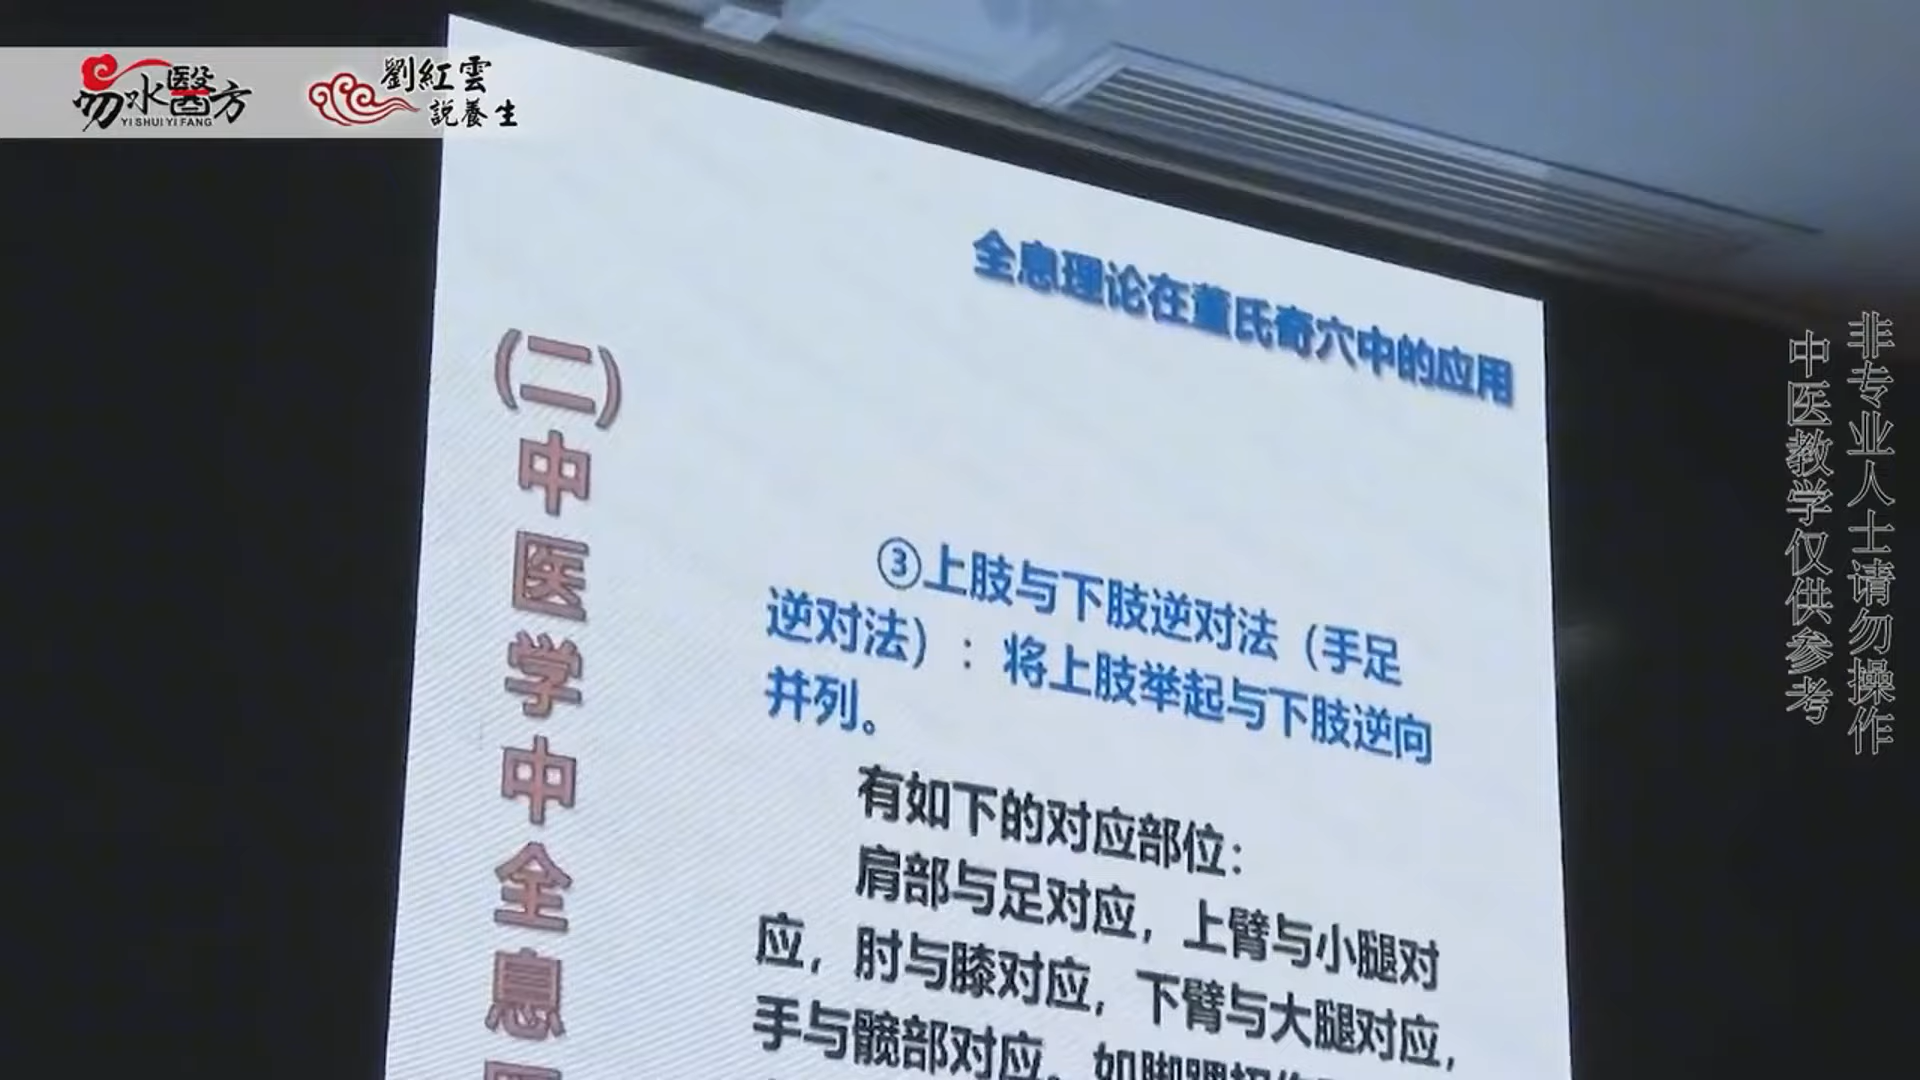 易水醫方
YI SHUI YI FANG
劉紅雲
說養生
全息理论在董氏奇穴中的应用
(二)中医学中全息
③上肢与下肢逆对法（手足
逆对法）：将上肢举起与下肢逆向
并列。
有如下的对应部位：
肩部与足对应，上臂与小腿对
应，肘与膝对应，下臂与大腿对应，
手与髋部对应。如脚踝扭伤
非专业人士请勿操作
中医教学仅供参考